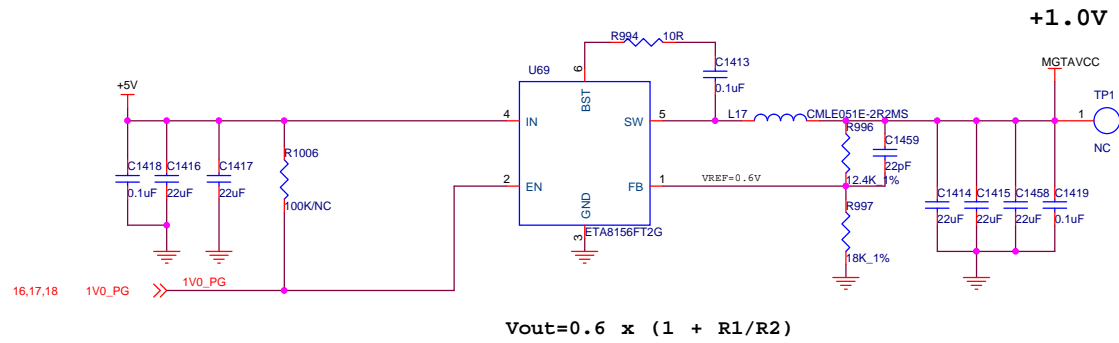 +1.0V
R994 10R
MGTAVCC
U69
C1413
0.1uF
TP1
1
NC
+5V
6
BST
4 IN
SW 5
L17 CMLE051E-2R2MS
R996
12.4K_1%
C1459
22pF
C1418
0.1uF
C1416
22uF
C1417
22uF
R1006
100K/NC
2 EN
FB 1
VREF=0.6V
GND
3
ETA8156FT2G
R997
18K_1%
C1414
22uF
C1415
22uF
C1458
22uF
C1419
0.1uF
16,17,18 1V0_PG 1V0_PG
Vout=0.6 x (1 + R1/R2)